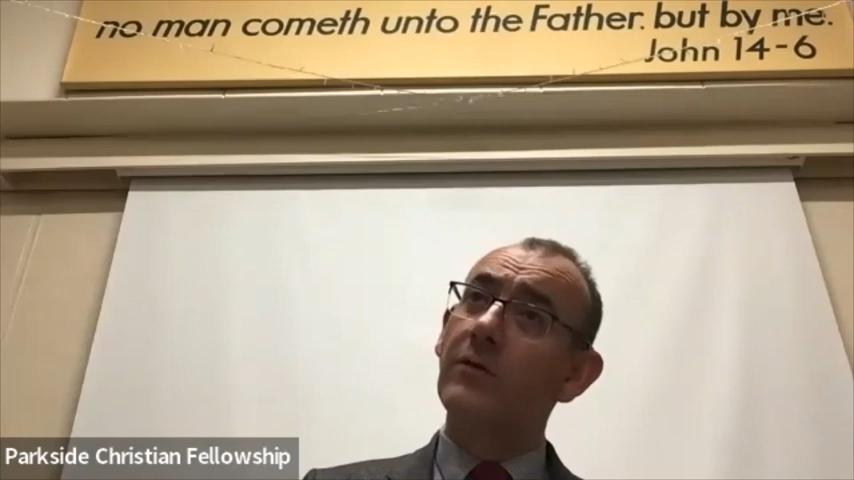 no man cometh unto the Father: but by me.
John 14-6
Parkside Christian Fellowship